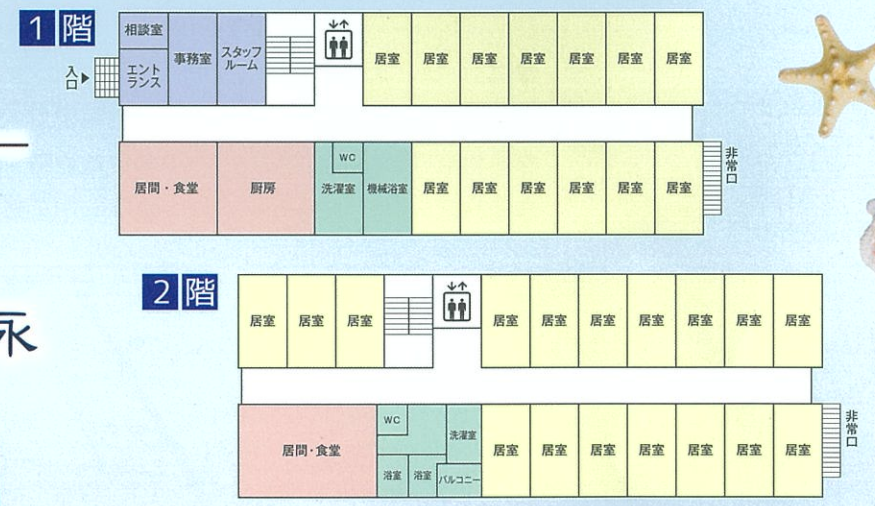 1階
相談室
エント
ランス
事務室
スタッフ
ルーム
居室 居室 居室 居室 居室 居室 居室
入口
居間・食堂
厨房
WC
洗濯室
機械浴室
居室 居室 居室 居室 居室 居室
非常口
2階
居室 居室 居室
居室 居室 居室 居室 居室 居室 居室
居間・食堂
WC
洗濯室
浴室 浴室
バルコニー
居室 居室 居室 居室 居室 居室 居室
非常口